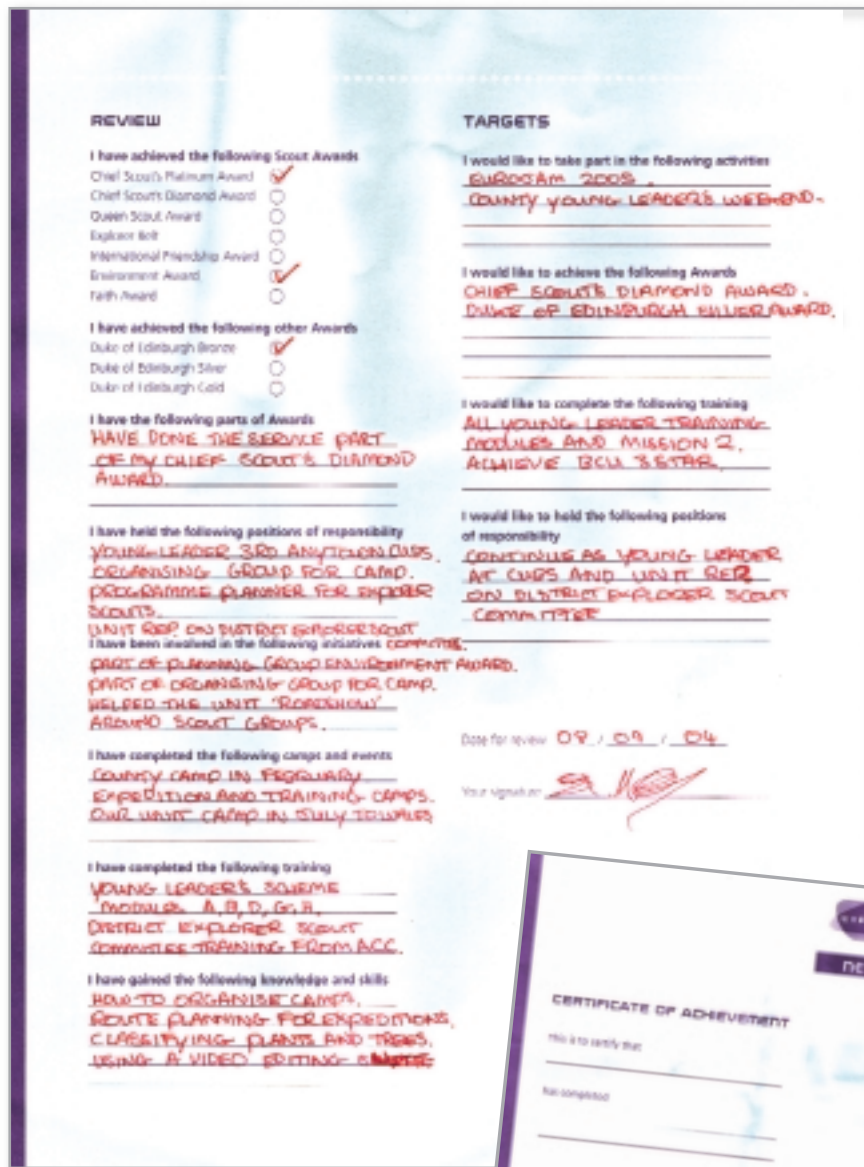 REVIEW
I have achieved the following Scout Awards
Chief Scout's Platinum Award
Chief Scout's Diamond Award
Queen Scout Award
Explorer Belt
International Friendship Award
Environment Award
Faith Award
I have achieved the following other Awards
Duke of Edinburgh Bronze
Duke of Edinburgh Silver
Duke of Edinburgh Gold
I have the following parts of Awards
HAVE DONE THE SERVICE PART
OF MY CHIEF SCOUT'S DIAMOND
AWARD.
I have held the following positions of responsibility
YOUNG LEADER 3RD ANYTOWN CUBS.
ORGANISING GROUP FOR CAMP.
PROGRAMME PLANNER FOR EXPLORER
SCOUTS.
UNIT REP. ON DISTRICT EXPLORER SCOUT
COMMITTEE.
I have been involved in the following initiatives
PART OF PLANNING GROUP ENVIRONMENT AWARD.
PART OF ORGANISING GROUP FOR CAMP.
HELPED THE UNIT 'ROADSHOW'
AROUND SCOUT GROUPS.
I have completed the following camps and events
COUNTY CAMP IN FEBRUARY
EXPEDITION AND TRAINING CAMPS.
OUR UNIT CAMP IN JULY TO WALES
I have completed the following training
YOUNG LEADER'S SCHEME
MODULES A, B, D, G, H.
DISTRICT EXPLORER SCOUT
COMMITTEE TRAINING FROM ACC.
I have gained the following knowledge and skills
HOW TO ORGANISE CAMPS.
ROUTE PLANNING FOR EXPEDITIONS.
CLASSIFYING PLANTS AND TREES.
USING A VIDEO EDITING
TARGETS
I would like to take part in the following activities
EUROJAM 2005.
COUNTY YOUNG LEADER'S WEEKEND.
I would like to achieve the following Awards
CHIEF SCOUT'S DIAMOND AWARD.
DUKE OF EDINBURGH SILVER AWARD.
I would like to complete the following training
ALL YOUNG LEADER TRAINING
MODULES AND MISSION 2.
ACHIEVE BCU 3 STAR.
I would like to hold the following positions
of responsibility
CONTINUE AS YOUNG LEADER
AT CUBS AND UNIT REP
ON DISTRICT EXPLORER SCOUT
COMMITTEE
Date for review 08 / 09 / 04
Your signature
CERTIFICATE OF ACHIEVEMENT
This is to certify that
has completed